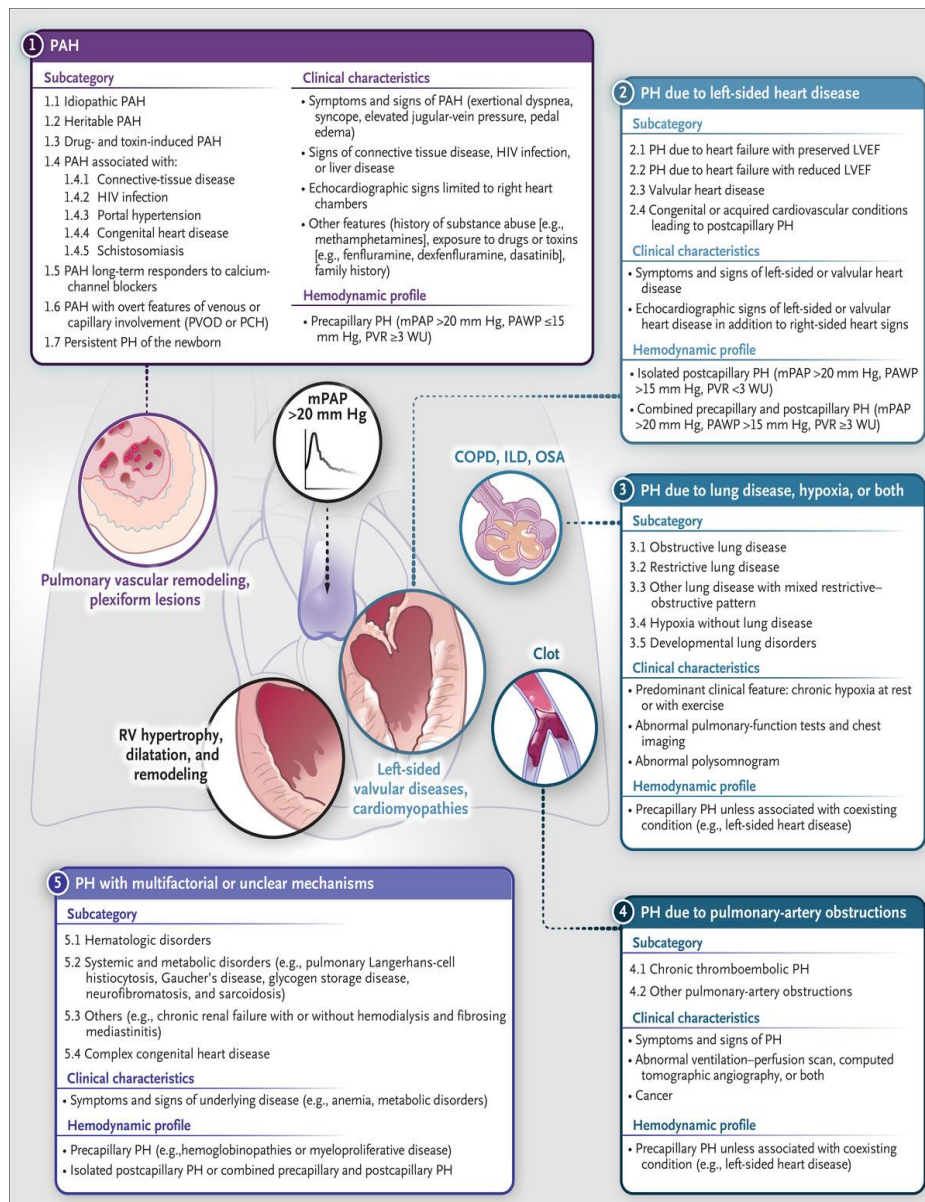 1 PAH
Subcategory
1.1 Idiopathic PAH
1.2 Heritable PAH
1.3 Drug- and toxin-induced PAH
1.4 PAH associated with:
1.4.1 Connective-tissue disease
1.4.2 HIV infection
1.4.3 Portal hypertension
1.4.4 Congenital heart disease
1.4.5 Schistosomiasis
1.5 PAH long-term responders to calcium-
channel blockers
1.6 PAH with overt features of venous or
capillary involvement (PVOD or PCH)
1.7 Persistent PH of the newborn
Clinical characteristics
• Symptoms and signs of PAH (exertional dyspnea,
syncope, elevated jugular-vein pressure, pedal
edema)
• Signs of connective tissue disease, HIV infection,
or liver disease
• Echocardiographic signs limited to right heart
chambers
• Other features (history of substance abuse [e.g.,
methamphetamines], exposure to drugs or toxins
[e.g., fenfluramine, dexfenfluramine, dasatinib],
family history)
Hemodynamic profile
• Precapillary PH (mPAP >20 mm Hg, PAWP ≤15
mm Hg, PVR ≥3 WU)
2 PH due to left-sided heart disease
Subcategory
2.1 PH due to heart failure with preserved LVEF
2.2 PH due to heart failure with reduced LVEF
2.3 Valvular heart disease
2.4 Congenital or acquired cardiovascular conditions
leading to postcapillary PH
Clinical characteristics
• Symptoms and signs of left-sided or valvular heart
disease
• Echocardiographic signs of left-sided or valvular
heart disease in addition to right-sided heart signs
Hemodynamic profile
• Isolated postcapillary PH (mPAP >20 mm Hg, PAWP
>15 mm Hg, PVR <3 WU)
• Combined precapillary and postcapillary PH (mPAP
>20 mm Hg, PAWP >15 mm Hg, PVR ≥3 WU)
mPAP
>20 mm Hg
COPD, ILD, OSA
Pulmonary vascular remodeling,
plexiform lesions
Clot
RV hypertrophy,
dilatation, and
remodeling
Left-sided
valvular diseases,
cardiomyopathies
3 PH due to lung disease, hypoxia, or both
Subcategory
3.1 Obstructive lung disease
3.2 Restrictive lung disease
3.3 Other lung disease with mixed restrictive–
obstructive pattern
3.4 Hypoxia without lung disease
3.5 Developmental lung disorders
Clinical characteristics
• Predominant clinical feature: chronic hypoxia at rest
or with exercise
• Abnormal pulmonary-function tests and chest
imaging
• Abnormal polysomnogram
Hemodynamic profile
• Precapillary PH unless associated with coexisting
condition (e.g., left-sided heart disease)
5 PH with multifactorial or unclear mechanisms
Subcategory
5.1 Hematologic disorders
5.2 Systemic and metabolic disorders (e.g., pulmonary Langerhans-cell
histiocytosis, Gaucher's disease, glycogen storage disease,
neurofibromatosis, and sarcoidosis)
5.3 Others (e.g., chronic renal failure with or without hemodialysis and fibrosing
mediastinitis)
5.4 Complex congenital heart disease
Clinical characteristics
• Symptoms and signs of underlying disease (e.g., anemia, metabolic disorders)
Hemodynamic profile
• Precapillary PH (e.g.,hemoglobinopathies or myeloproliferative disease)
• Isolated postcapillary PH or combined precapillary and postcapillary PH
4 PH due to pulmonary-artery obstructions
Subcategory
4.1 Chronic thromboembolic PH
4.2 Other pulmonary-artery obstructions
Clinical characteristics
• Symptoms and signs of PH
• Abnormal ventilation–perfusion scan, computed
tomographic angiography, or both
• Cancer
Hemodynamic profile
• Precapillary PH unless associated with coexisting
condition (e.g., left-sided heart disease)